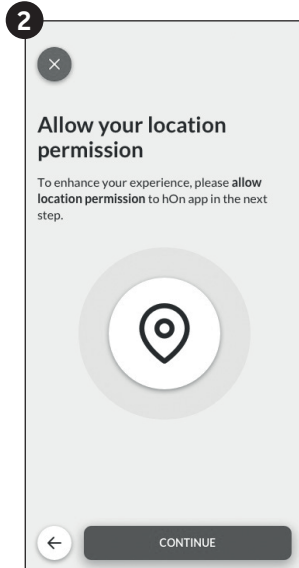 2
Allow your location
permission
To enhance your experience, please allow
location permission to hOn app in the next
step.
CONTINUE